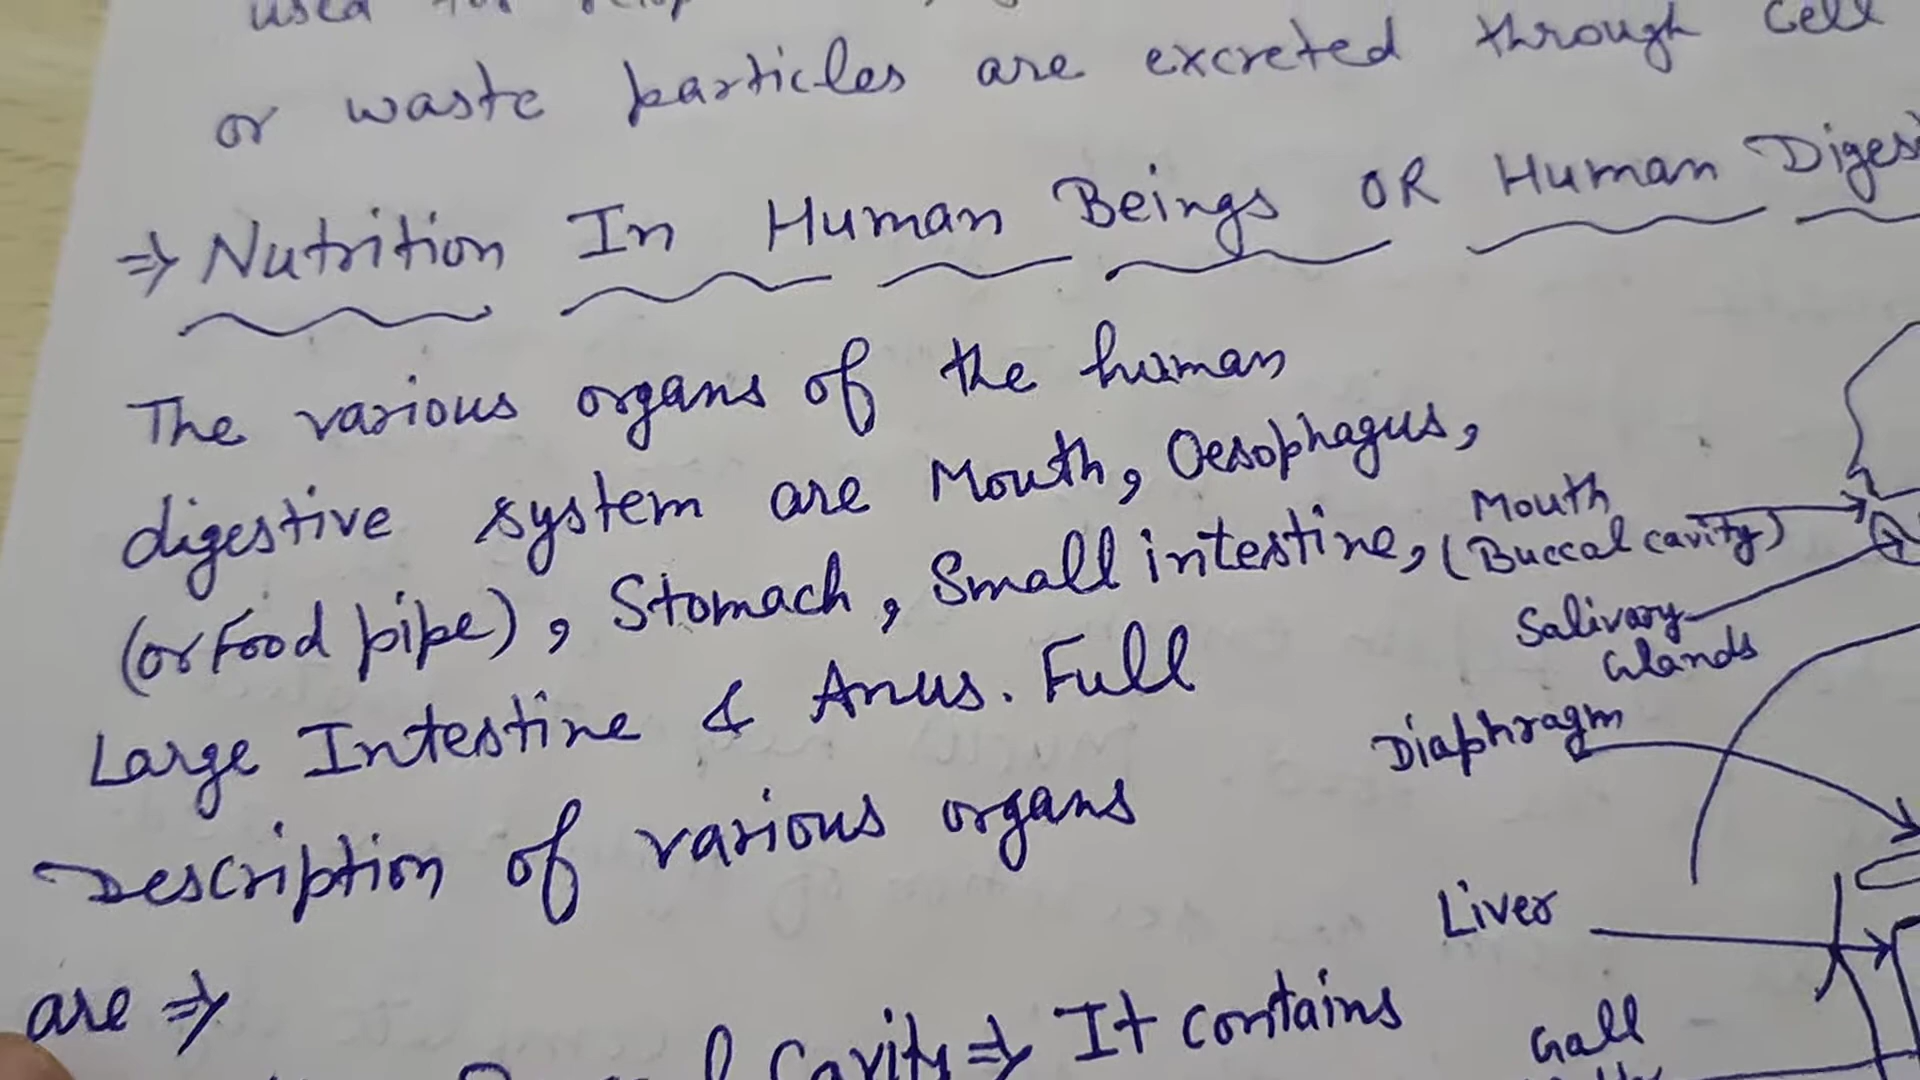 or waste particles are excreted through Cell
⇒ Nutrition In Human Beings OR Human
The various organs of the human
digestive system are Mouth, Oesophagus,
(or Food pipe), Stomach, Small intestine,
Large Intestine & Anus. Full
Description of various organs
are ⇒
Cavity ⇒ It contains
Mouth
(Buccal cavity)
Salivary
Glands
Diaphragm
Liver
Gall